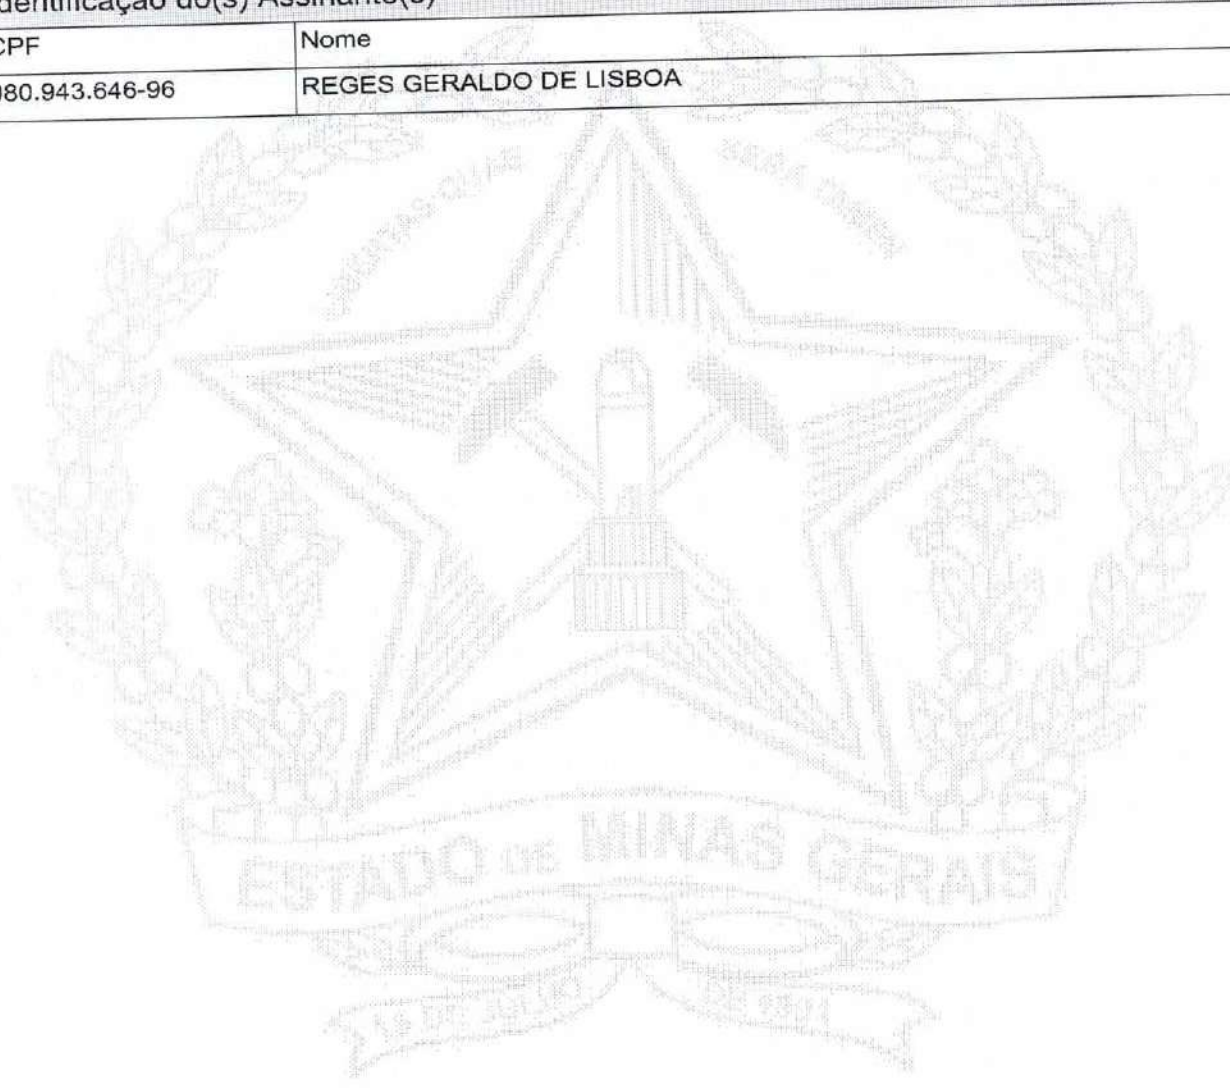 dentificação do(s) Assinante(s)
CPF	Nome
080.943.646-96	REGES GERALDO DE LISBOA
ESTADO DE MINAS GERAIS